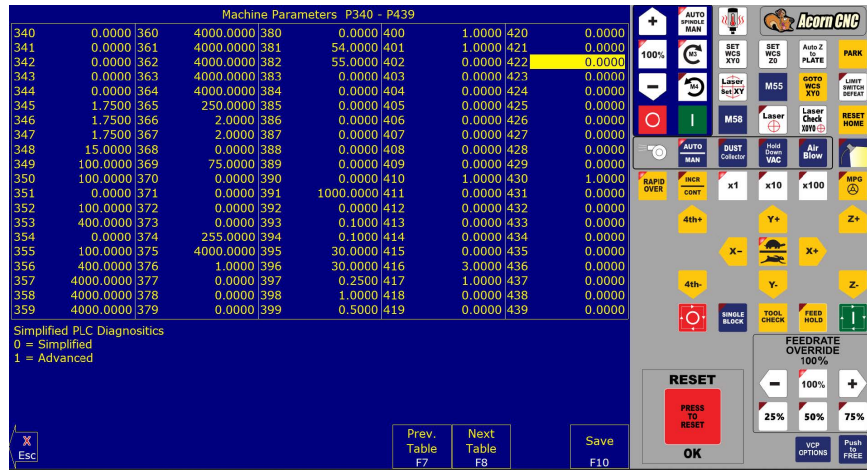 Machine Parameters P340 - P439
340 0.0000 360 4000.0000 380 0.0000 400 1.0000 420 0.0000
341 0.0000 361 4000.0000 381 54.0000 401 1.0000 421 0.0000
342 0.0000 362 4000.0000 382 55.0000 402 0.0000 422 0.0000
343 0.0000 363 4000.0000 383 0.0000 403 0.0000 423 0.0000
344 0.0000 364 4000.0000 384 0.0000 404 0.0000 424 0.0000
345 1.7500 365 250.0000 385 0.0000 405 0.0000 425 0.0000
346 1.7500 366 2.0000 386 0.0000 406 0.0000 426 0.0000
347 1.7500 367 2.0000 387 0.0000 407 0.0000 427 0.0000
348 15.0000 368 0.0000 388 0.0000 408 0.0000 428 0.0000
349 100.0000 369 75.0000 389 0.0000 409 0.0000 429 0.0000
350 100.0000 370 0.0000 390 0.0000 410 1.0000 430 1.0000
351 0.0000 371 0.0000 391 1000.0000 411 0.0000 431 0.0000
352 100.0000 372 0.0000 392 0.0000 412 0.0000 432 0.0000
353 400.0000 373 0.0000 393 0.1000 413 0.0000 433 0.0000
354 0.0000 374 255.0000 394 0.1000 414 0.0000 434 0.0000
355 100.0000 375 4000.0000 395 30.0000 415 0.0000 435 0.0000
356 400.0000 376 1.0000 396 30.0000 416 3.0000 436 0.0000
357 4000.0000 377 0.0000 397 0.2500 417 1.0000 437 0.0000
358 4000.0000 378 0.0000 398 1.0000 418 0.0000 438 0.0000
359 4000.0000 379 0.0000 399 0.5000 419 0.0000 439 0.0000
Simplified PLC Diagnositics
0 = Simplified
1 = Advanced
X
Esc
Prev.
Table
F7
Next
Table
F8
Save
F10
+
AUTO
SPINDLE
MAN
Acorn CNC
100%
M3
SET
WCS
XY0
SET
WCS
Z0
Auto Z
to
PLATE
PARK
-
M4
Laser
Set XY
M55
GOTO
WCS
XY0
LIMIT
SWITCH
DEFEAT
M58
Laser
Laser
Check
X0Y0
RESET
HOME
AUTO
MAN
DUST
Collector
Hold
Down
VAC
Air
Blow
RAPID
OVER
INCR
CONT
x1
x10
x100
MPG
4th+
Y+
Z+
X-
X+
4th-
Y-
Z-
SINGLE
BLOCK
TOOL
CHECK
FEED
HOLD
FEEDRATE
OVERRIDE
100%
RESET
PRESS
TO
RESET
OK
-
100%
+
25%
50%
75%
VCP
OPTIONS
Push
to
FREE